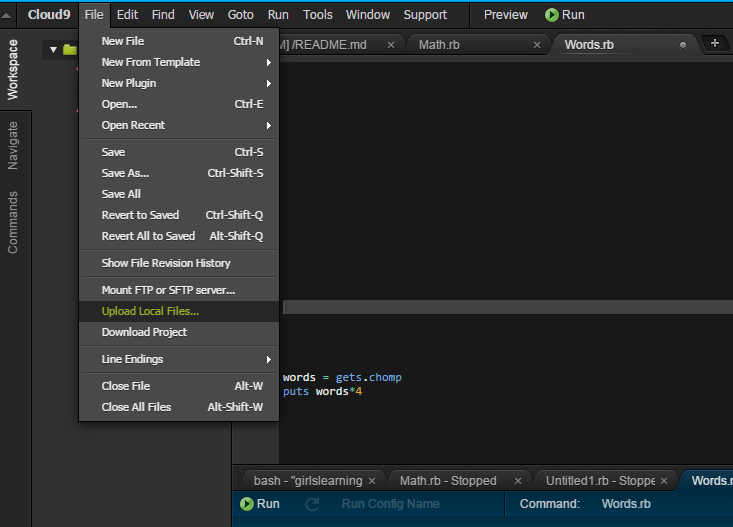 Cloud9 File Edit Find View Goto Run Tools Window Support Preview Run
Workspace
Navigate
Commands
New File Ctrl-N
New From Template
New Plugin
Open... Ctrl-E
Open Recent
Save Ctrl-S
Save As... Ctrl-Shift-S
Save All
Revert to Saved Ctrl-Shift-Q
Revert All to Saved Alt-Shift-Q
Show File Revision History
Mount FTP or SFTP server...
Upload Local Files...
Download Project
Line Endings
Close File Alt-W
Close All Files Alt-Shift-W
M] /README.md Math.rb Words.rb
words = gets.chomp
puts words*4
bash - "girlslearning Math.rb - Stopped Untitled1.rb - Stoppe Words.r
Run Run Config Name Command: Words.rb